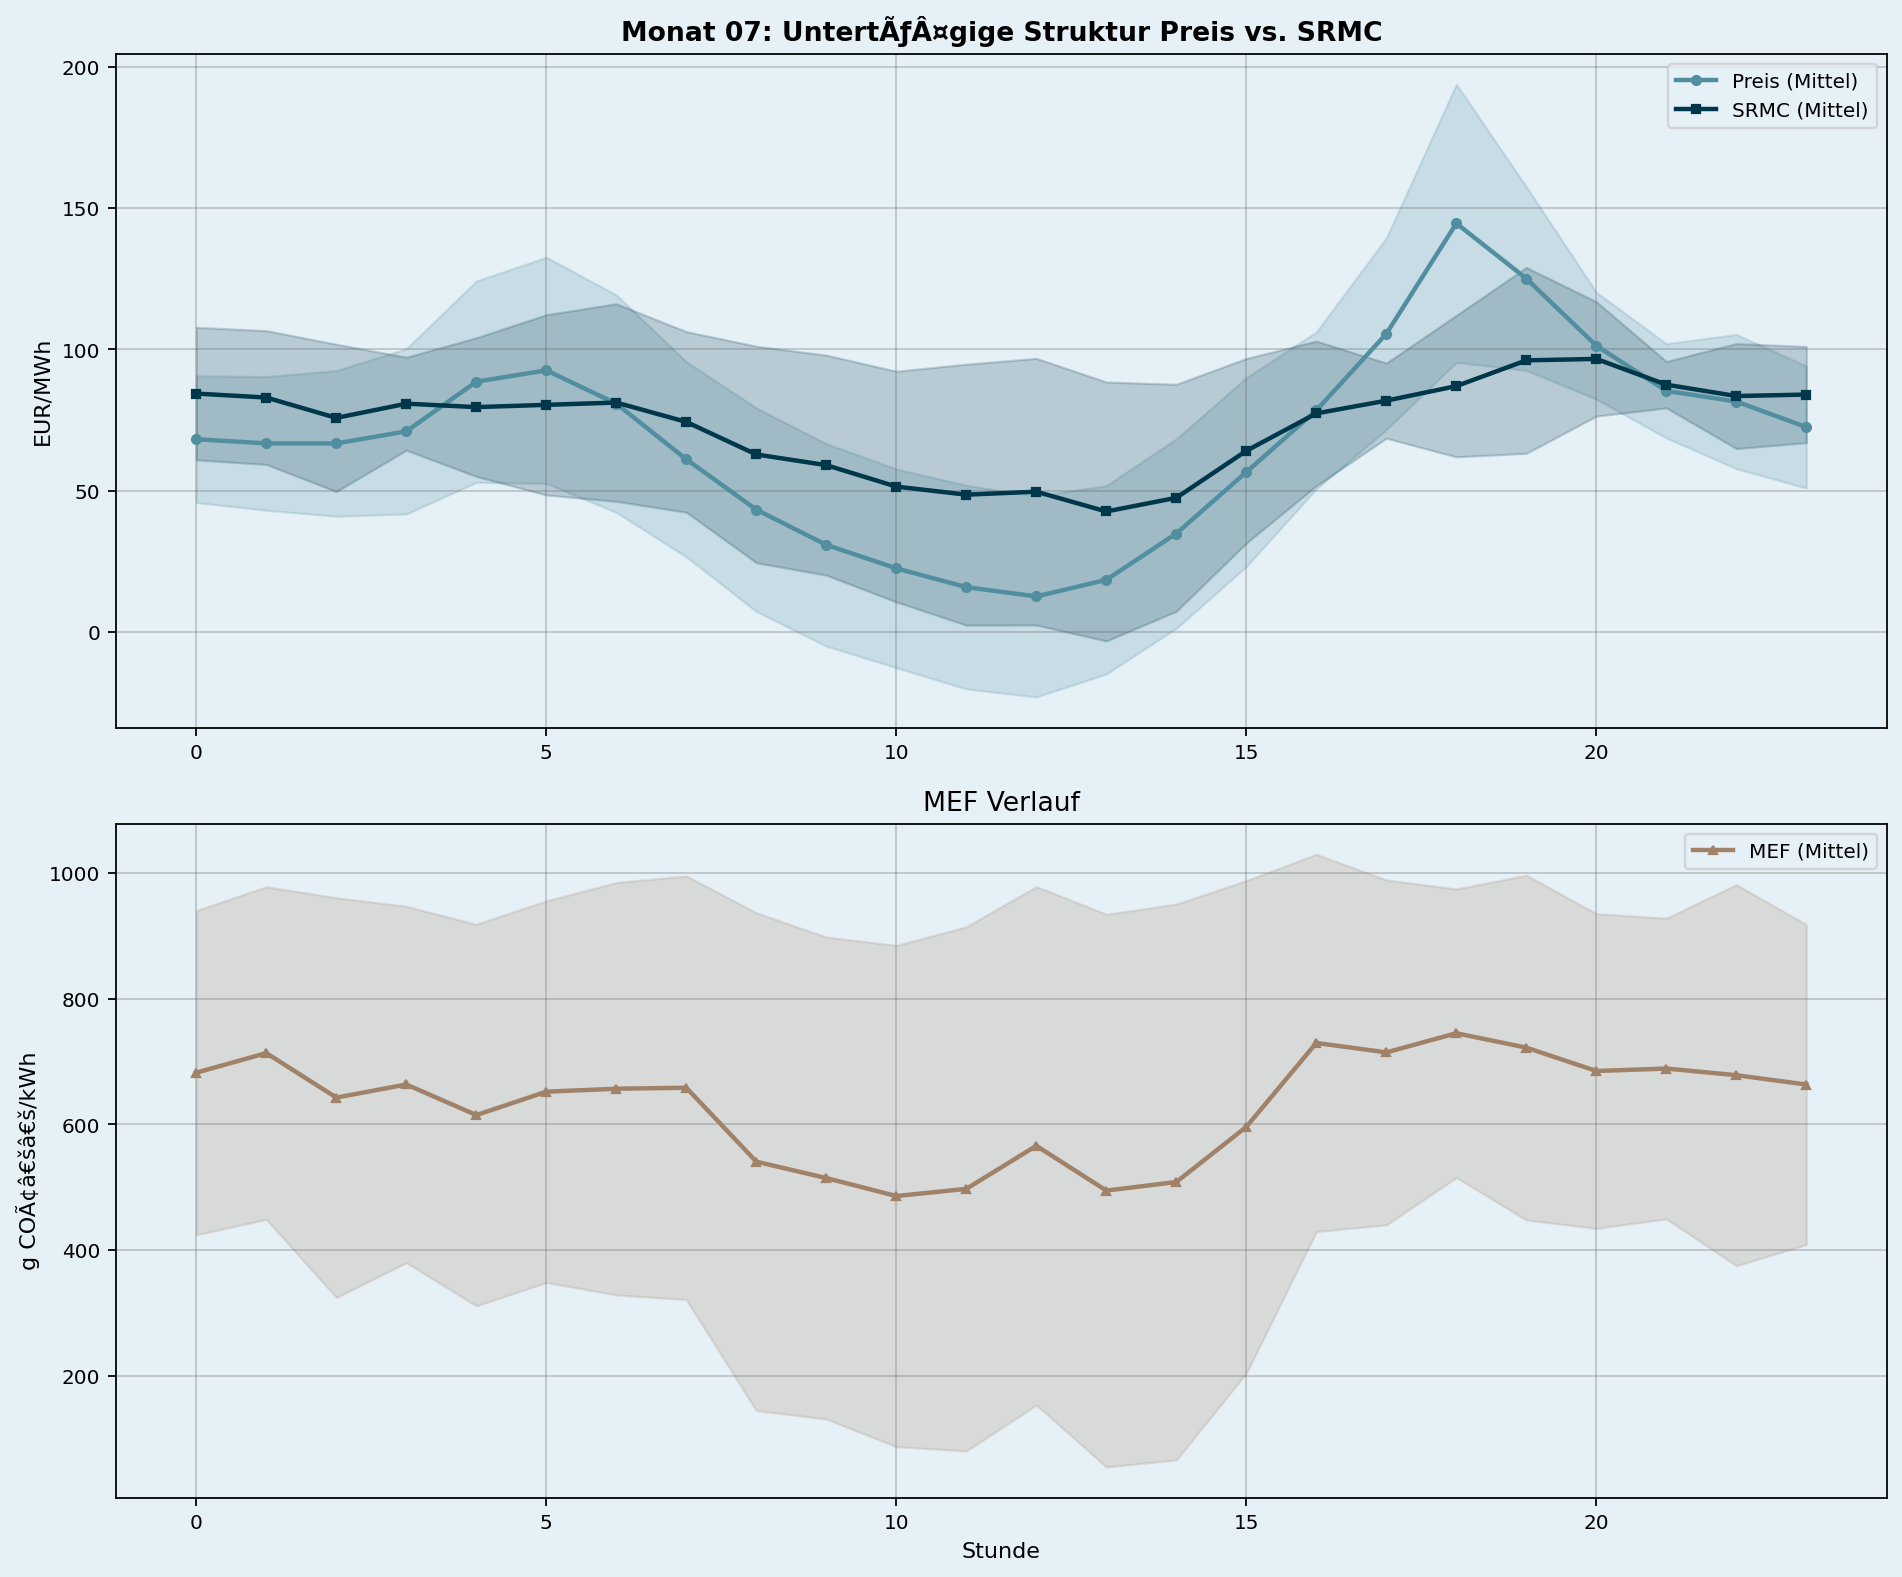 Monat 07: UntertÃƒÂ¤gige Struktur Preis vs. SRMC
Preis (Mittel)
SRMC (Mittel)
EUR/MWh
200
150
100
50
0
0 5 10 15 20
MEF Verlauf
MEF (Mittel)
g COÃ¢â€šâ€š/kWh
1000
800
600
400
200
0 5 10 15 20
Stunde